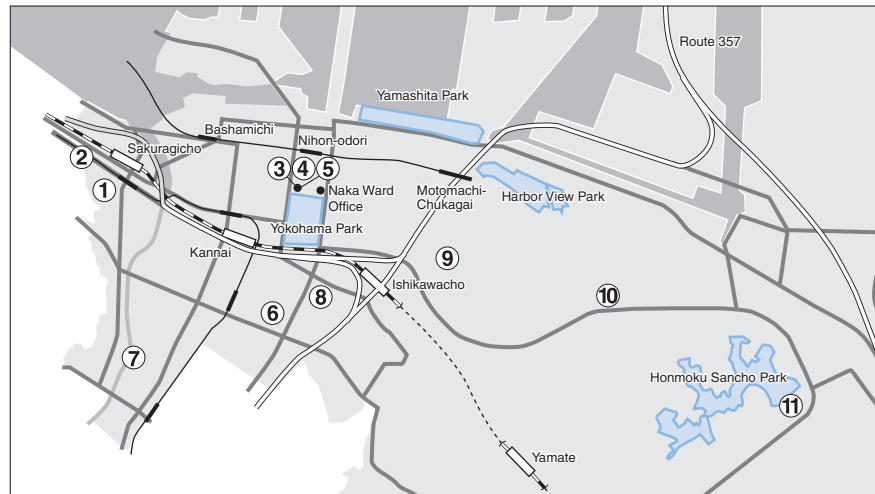 Route 357
Yamashita Park
Bashamichi
Nihon-odori
Sakuragicho
② 
③ ④ ⑤
①
Naka Ward
Office
Motomachi-
Chukagai
Harbor View Park
Yokohama Park
Kannai
⑨
Ishikawacho
⑧
⑩
⑥
⑦
Honmoku Sancho Park
⑪
Yamate